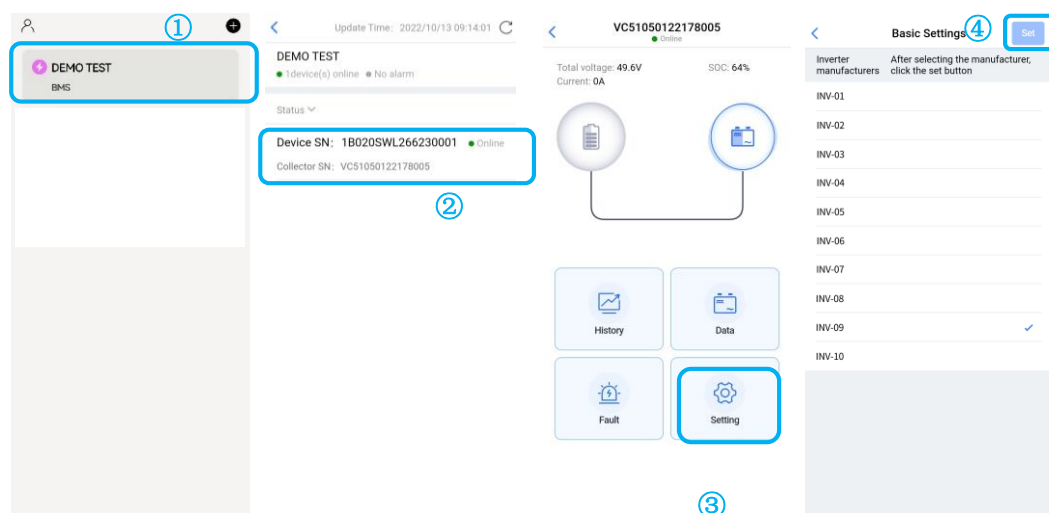 ①
DEMO TEST
BMS
Update Time: 2022/10/13 09:14:01
DEMO TEST
1device(s) online No alarm
Status
Device SN: 1B020SWL266230001 Online
Collector SN: VC51050122178005
②
VC51050122178005
Online
Total voltage: 49.6V SOC: 64%
Current: 0A
History Data
Fault Setting
③
④
Basic Settings Set
Inverter manufacturers
After selecting the manufacturer, click the set button
INV-01
INV-02
INV-03
INV-04
INV-05
INV-06
INV-07
INV-08
INV-09
INV-10